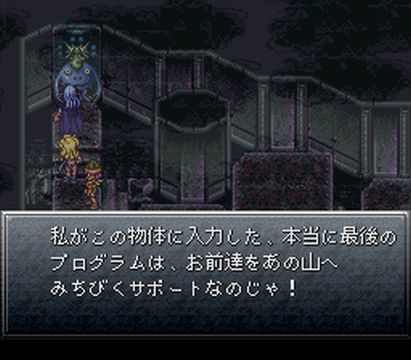 私がこの物体に入力した、本当に最後の
プログラムは、お前達をあの山へ
みちびくサポートなのじゃ！